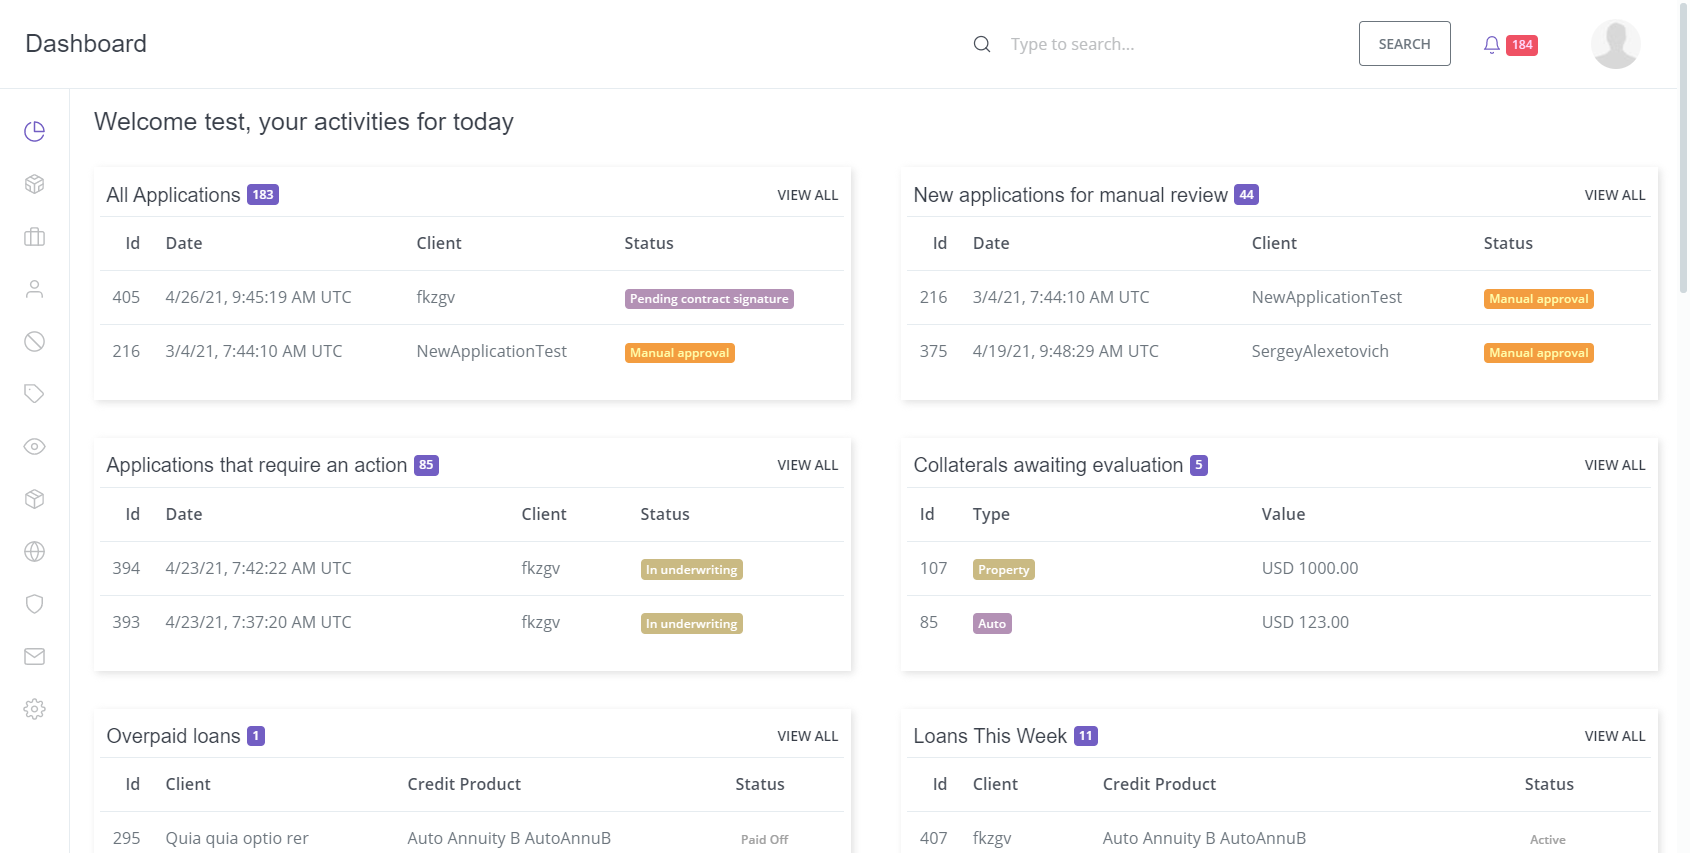 Dashboard
Type to search...
SEARCH
184
Welcome test, your activities for today
All Applications 183 VIEW ALL
Id Date Client Status
405 4/26/21, 9:45:19 AM UTC fkzgv Pending contract signature
216 3/4/21, 7:44:10 AM UTC NewApplicationTest Manual approval
New applications for manual review 44 VIEW ALL
Id Date Client Status
216 3/4/21, 7:44:10 AM UTC NewApplicationTest Manual approval
375 4/19/21, 9:48:29 AM UTC SergeyAlexetovich Manual approval
Applications that require an action 85 VIEW ALL
Id Date Client Status
394 4/23/21, 7:42:22 AM UTC fkzgv In underwriting
393 4/23/21, 7:37:20 AM UTC fkzgv In underwriting
Collaterals awaiting evaluation 5 VIEW ALL
Id Type Value
107 Property USD 1000.00
85 Auto USD 123.00
Overpaid loans 1 VIEW ALL
Id Client Credit Product Status
295 Quia quia optio rer Auto Annuity B AutoAnnuB Paid Off
Loans This Week 11 VIEW ALL
Id Client Credit Product Status
407 fkzgv Auto Annuity B AutoAnnuB Active